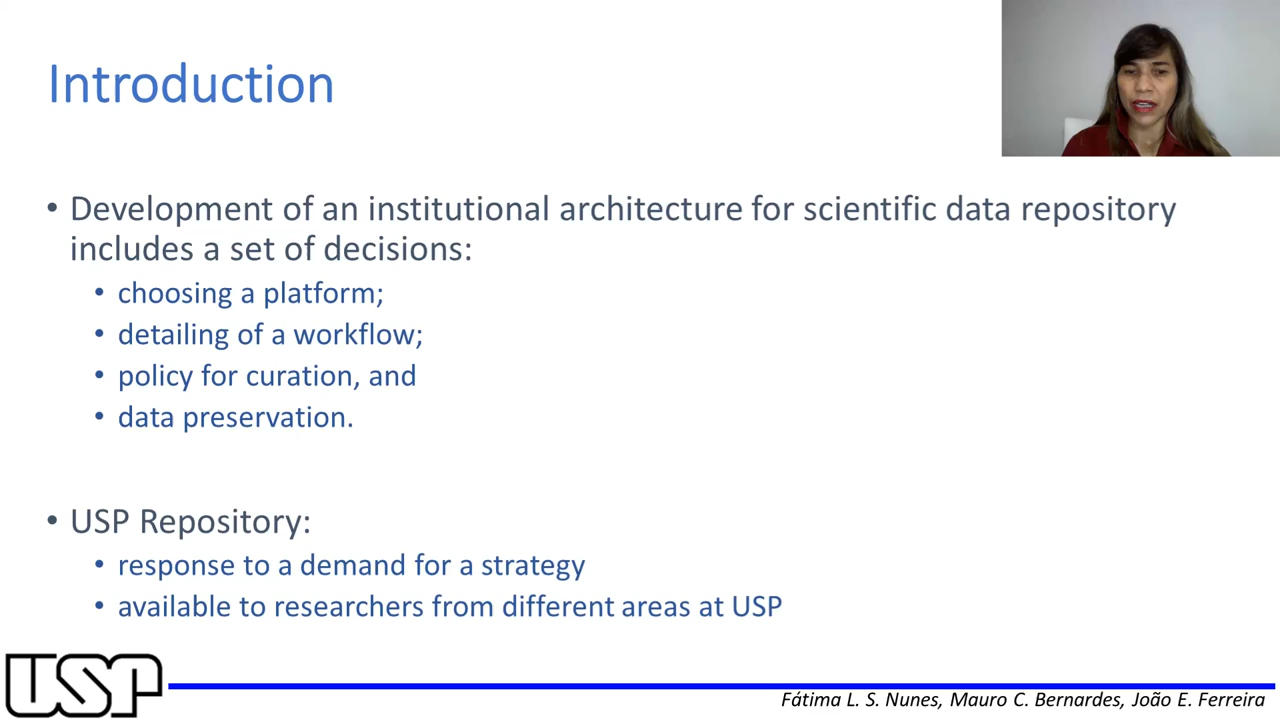 Introduction
• Development of an institutional architecture for scientific data repository
includes a set of decisions:
• choosing a platform;
• detailing of a workflow;
• policy for curation, and
• data preservation.
• USP Repository:
• response to a demand for a strategy
• available to researchers from different areas at USP
USP
Fátima L. S. Nunes, Mauro C. Bernardes, João E. Ferreira